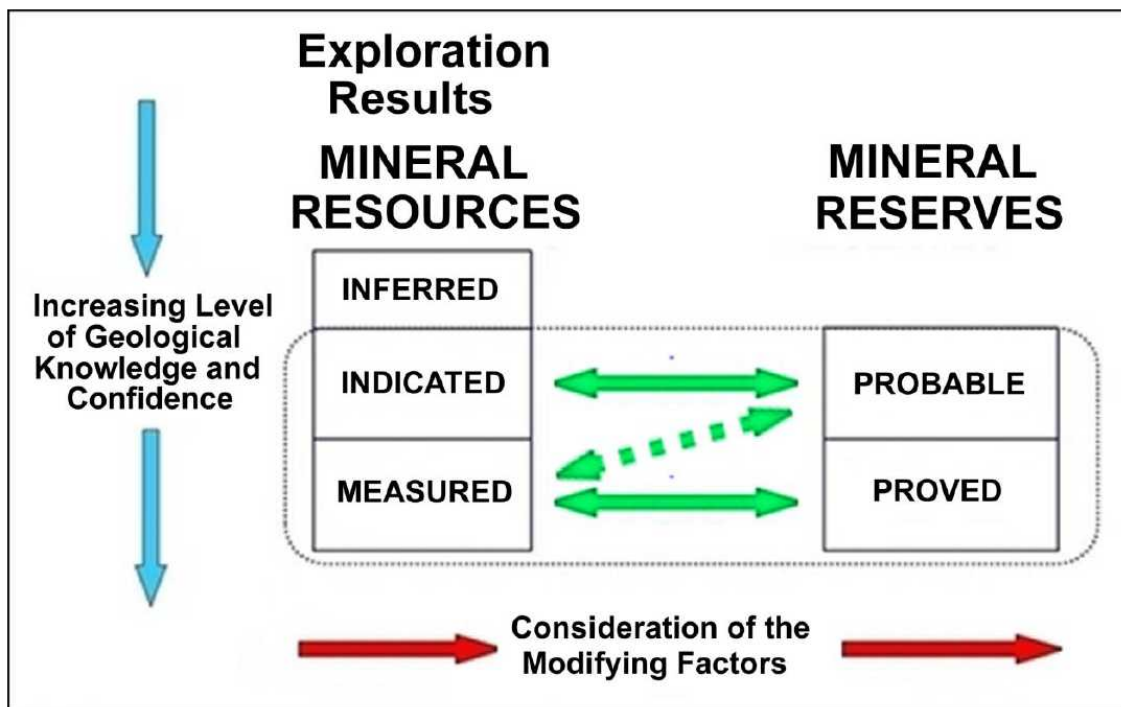 Exploration
Results
MINERAL
RESOURCES
MINERAL
RESERVES
INFERRED
Increasing Level
of Geological
Knowledge and
Confidence
INDICATED
PROBABLE
MEASURED
PROVED
Consideration of the
Modifying Factors